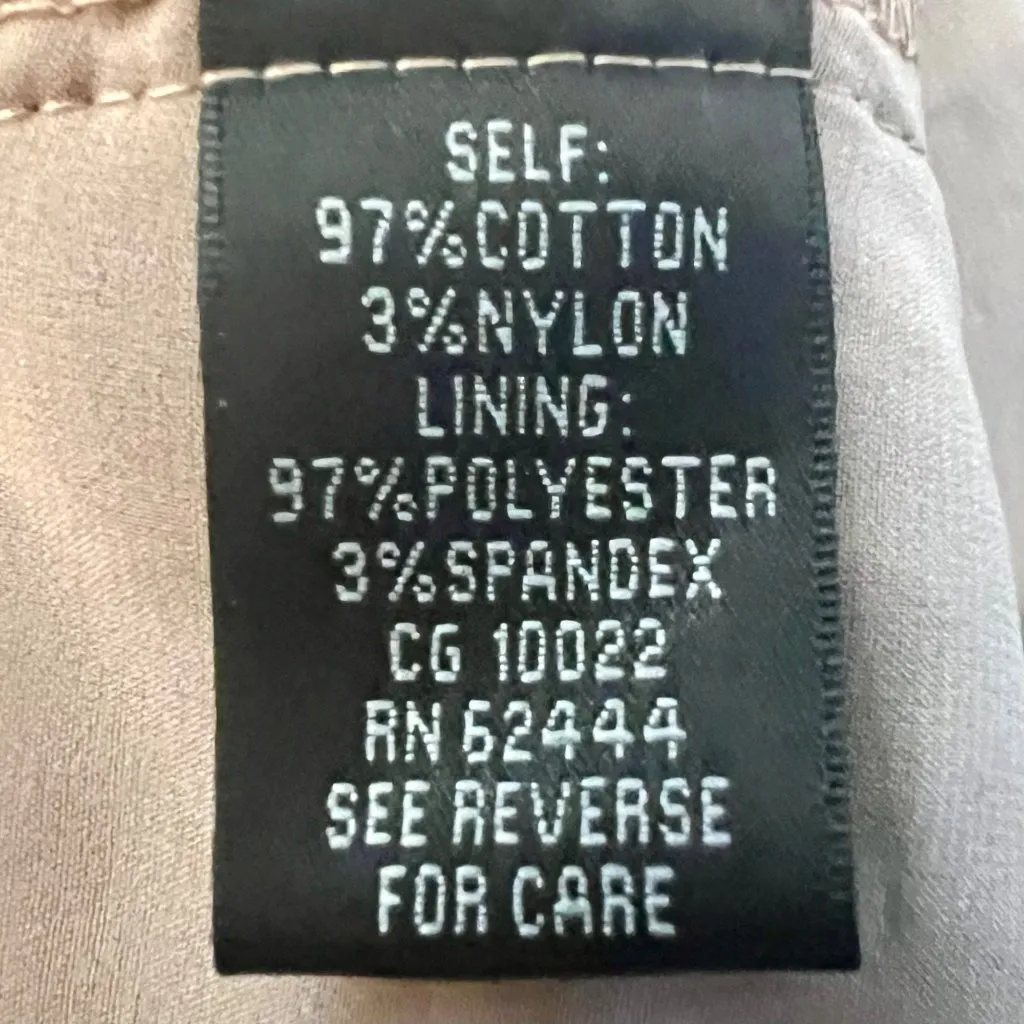 SELF:
97%COTTON
3%NYLON
LINING:
97%POLYESTER
3%SPANDEX
CG 10022
RN 62444
SEE REVERSE
FOR CARE